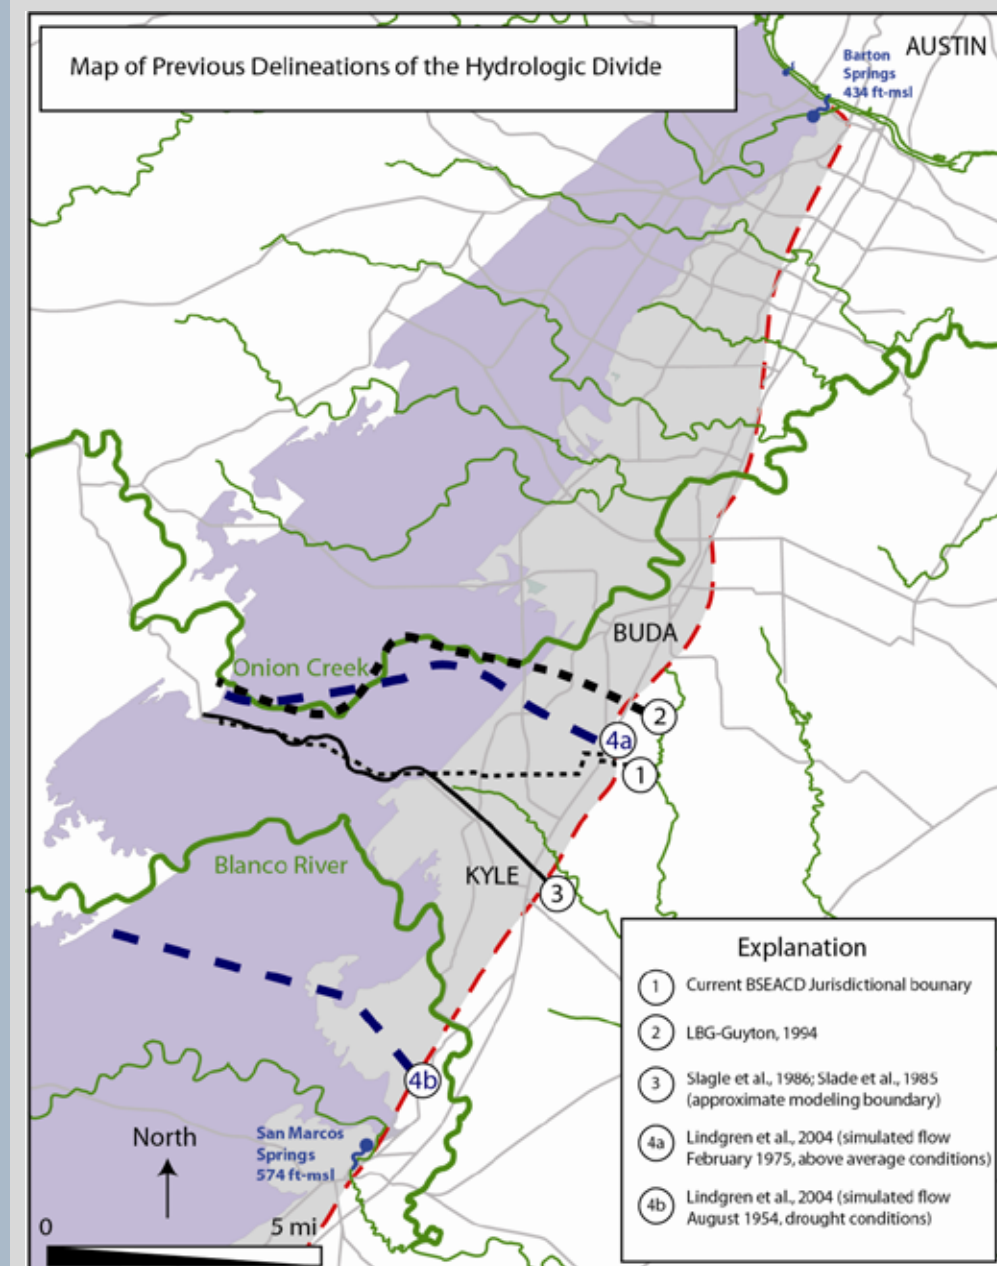 Map of Previous Delineations of the Hydrologic Divide
AUSTIN
Barton
Springs
434 ft-msl
BUDA
Onion Creek
2
4a
1
Blanco River
KYLE
3
4b
North
San Marcos
Springs
574 ft-msl
0
5 mi
Explanation
1 Current BSEACD Jurisdictional bounary
2 LBG-Guyton, 1994
3 Slagle et al., 1986; Slade et al., 1985
(approximate modeling boundary)
4a Lindgren et al., 2004 (simulated flow
February 1975, above average conditions)
4b Lindgren et al., 2004 (simulated flow
August 1954, drought conditions)